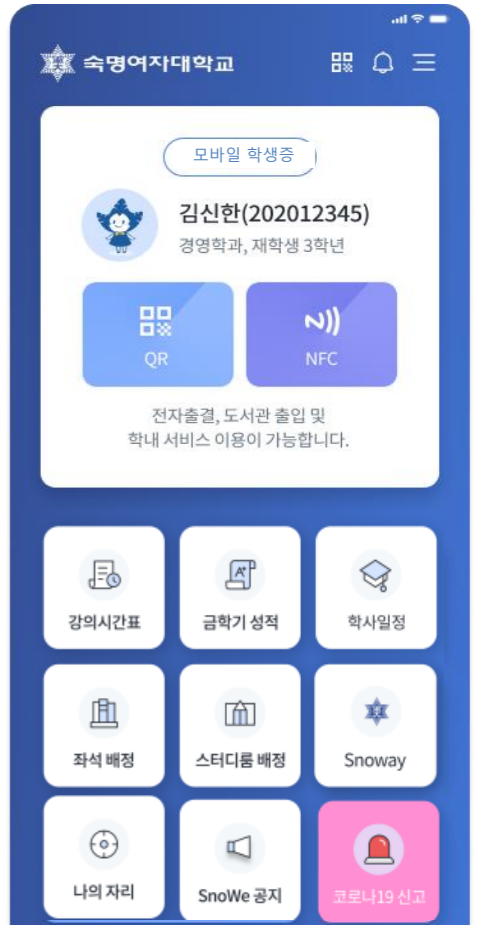 숙명여자대학교
모바일 학생증
김신한(202012345)
경영학과, 재학생 3학년
QR
NFC
전자출결, 도서관 출입 및
학내 서비스 이용이 가능합니다.
강의시간표
금학기 성적
학사일정
좌석 배정
스터디룸 배정
Snoway
나의 자리
SnoWe 공지
코로나19 신고